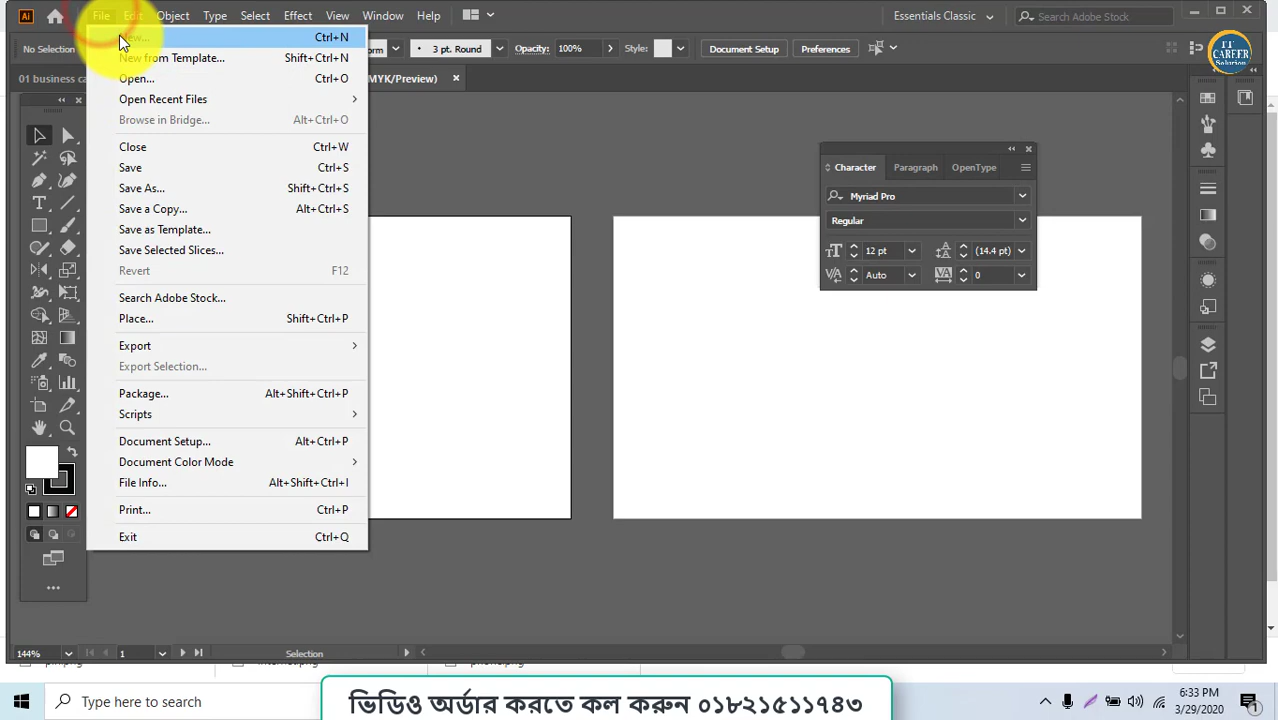 Ai File Edit Object Type Select Effect View Window Help Essentials Classic Search Adobe Stock
No Selection 3 pt. Round Opacity: 100% Style: Document Setup Preferences
IT CAREER Solution
01 business ca MYK/Preview)
New... Ctrl+N
New from Template... Shift+Ctrl+N
Open... Ctrl+O
Open Recent Files
Browse in Bridge... Alt+Ctrl+O
Close Ctrl+W
Save Ctrl+S
Save As... Shift+Ctrl+S
Save a Copy... Alt+Ctrl+S
Save as Template...
Save Selected Slices...
Revert F12
Search Adobe Stock...
Place... Shift+Ctrl+P
Export
Export Selection...
Package... Alt+Shift+Ctrl+P
Scripts
Document Setup... Alt+Ctrl+P
Document Color Mode
File Info... Alt+Shift+Ctrl+I
Print... Ctrl+P
Exit Ctrl+Q
Character Paragraph OpenType
Myriad Pro
Regular
12 pt (14.4 pt)
Auto 0
144% 1 Selection
Type here to search
ভিডিও অর্ডার করতে কল করুন ০১৮২১৫১১৭৪৩
6:33 PM
3/29/2020
1